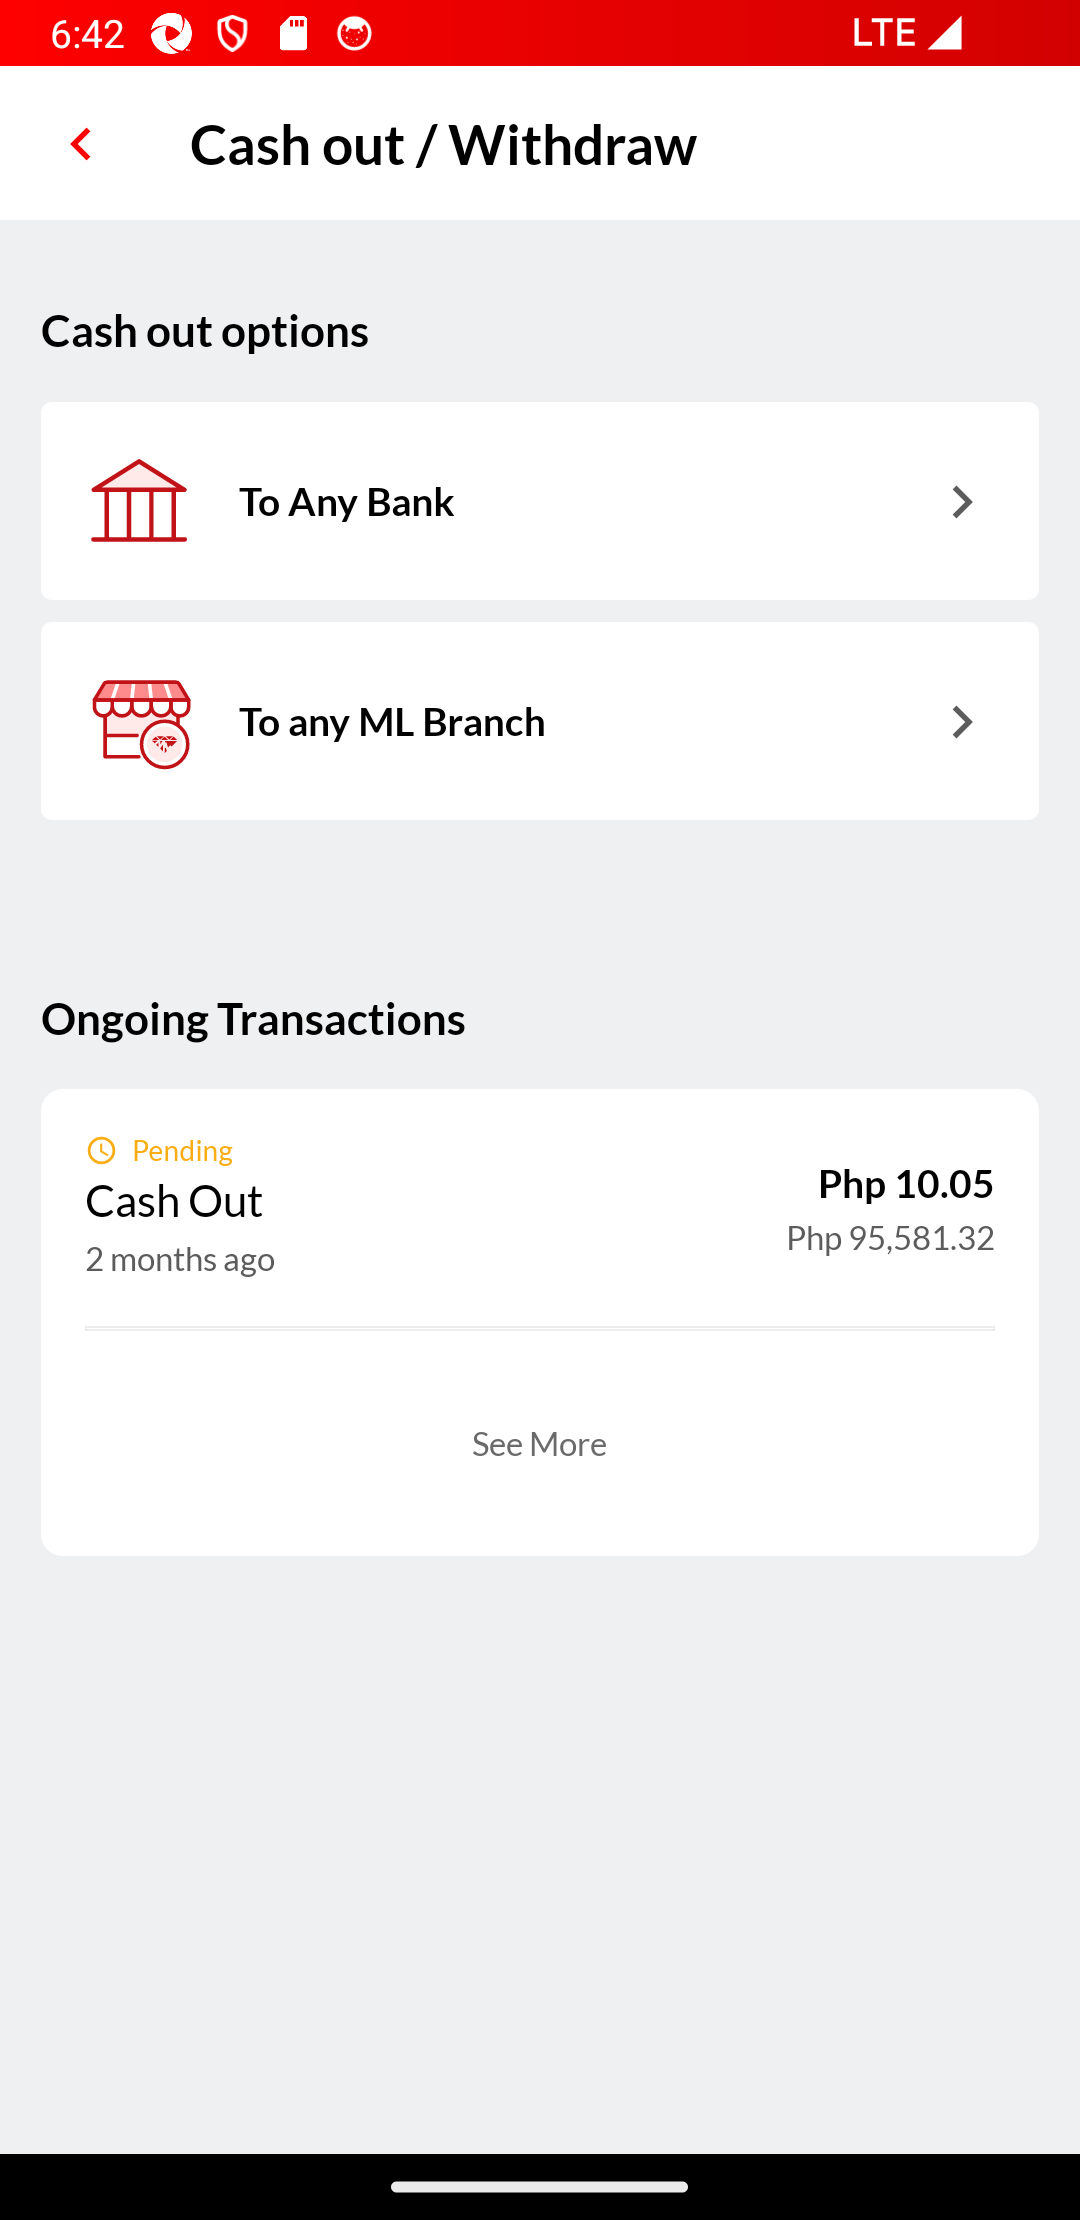 6:42
LTE
Cash out / Withdraw
Cash out options
To Any Bank
To any ML Branch
Ongoing Transactions
Pending
Cash Out
2 months ago
Php 10.05
Php 95,581.32
See More